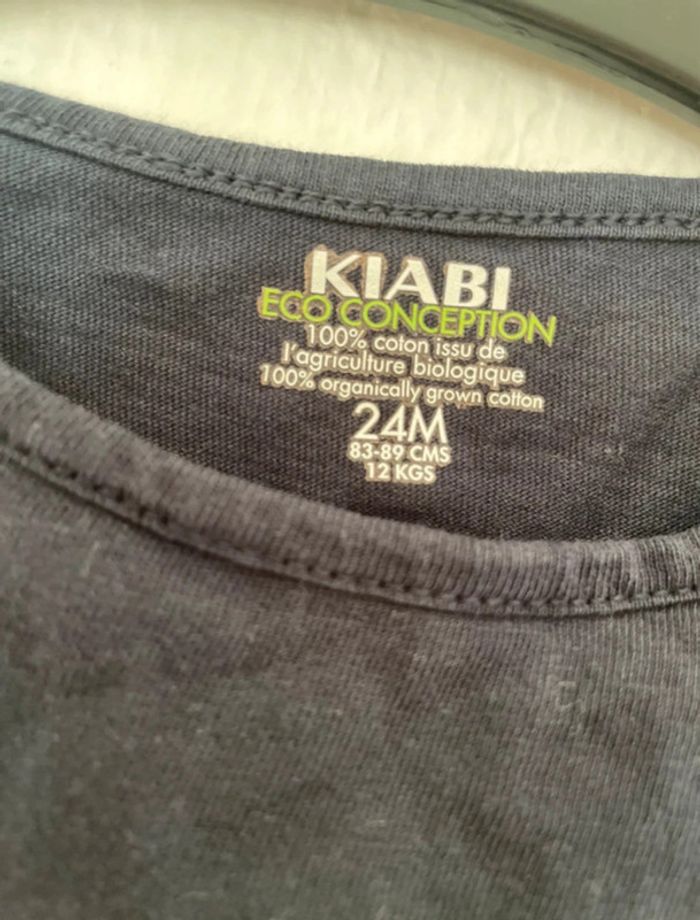 KIABI
ECO CONCEPTION
100% coton issu de
l'agriculture biologique
100% organically grown cotton
24M
83-89 CMS
12 KGS